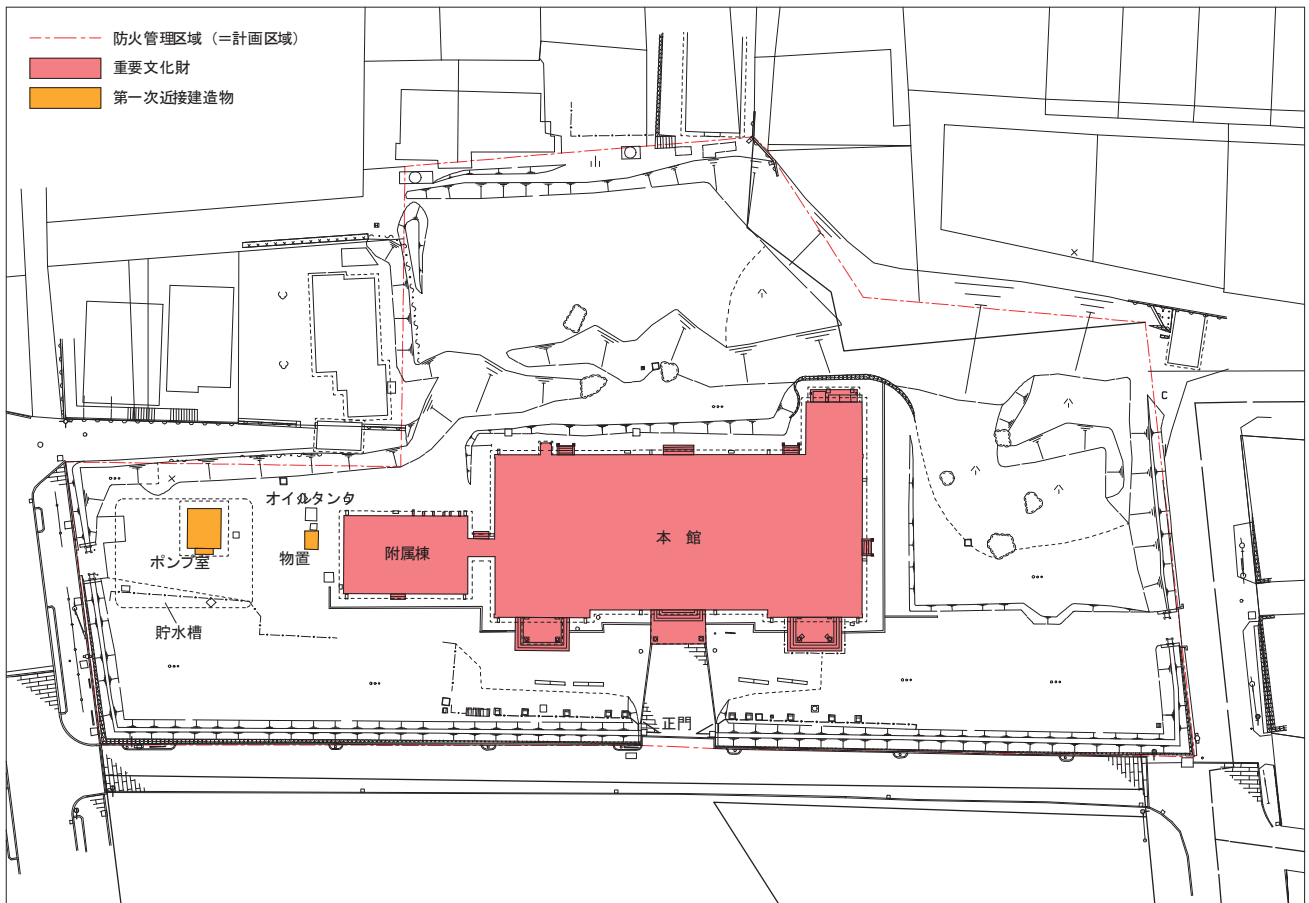 防火管理区域（＝計画区域）
重要文化財
第一次近接建造物
オイルタンク
ポンプ室
物置
附属棟
本 館
貯水槽
正門